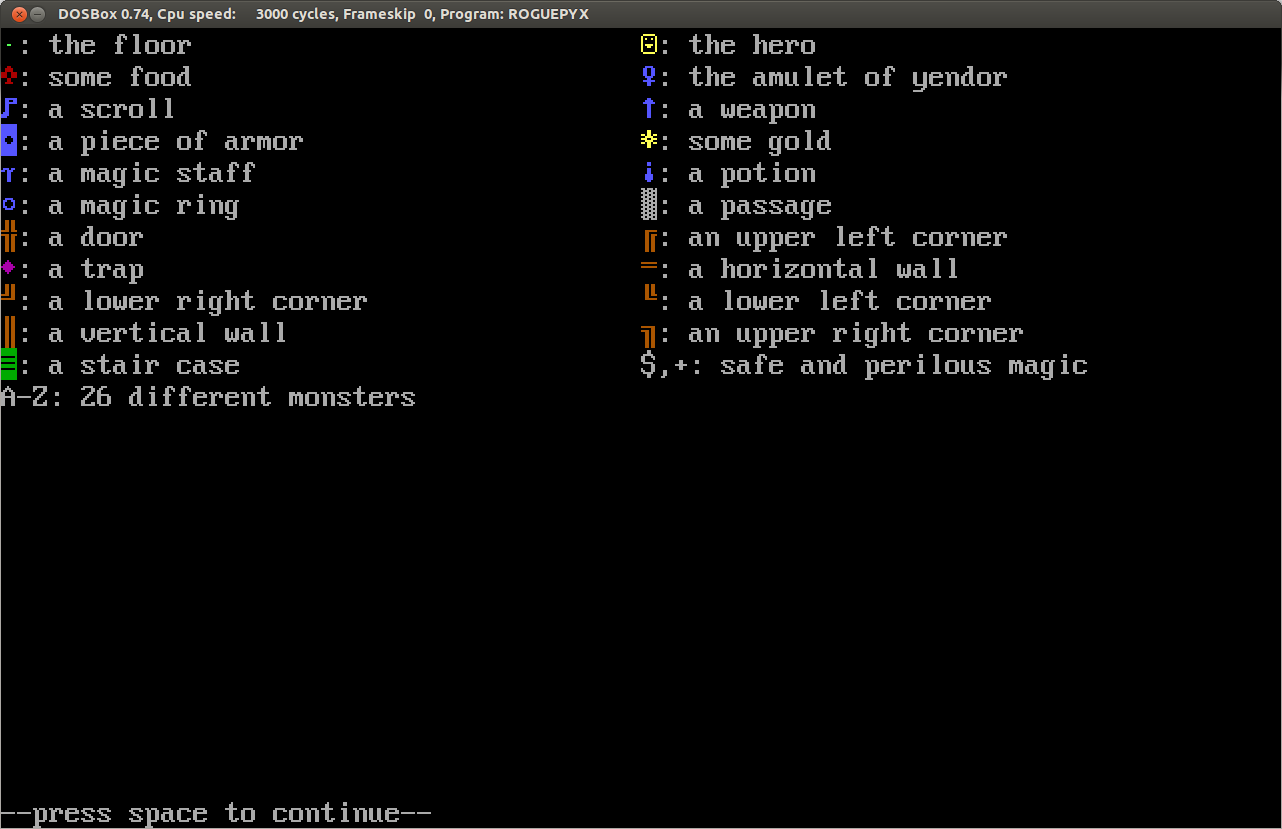 DOSBox 0.74, Cpu speed: 3000 cycles, Frameskip 0, Program: ROGUEPYX
·: the floor ☺: the hero
♣: some food ♀: the amulet of yendor
♪: a scroll ↑: a weapon
◘: a piece of armor ☼: some gold
τ: a magic staff ¡: a potion
○: a magic ring ▒: a passage
╬: a door ╔: an upper left corner
♦: a trap ═: a horizontal wall
╝: a lower right corner ╚: a lower left corner
║: a vertical wall ╗: an upper right corner
≡: a stair case $,+: safe and perilous magic
A-Z: 26 different monsters
--press space to continue--